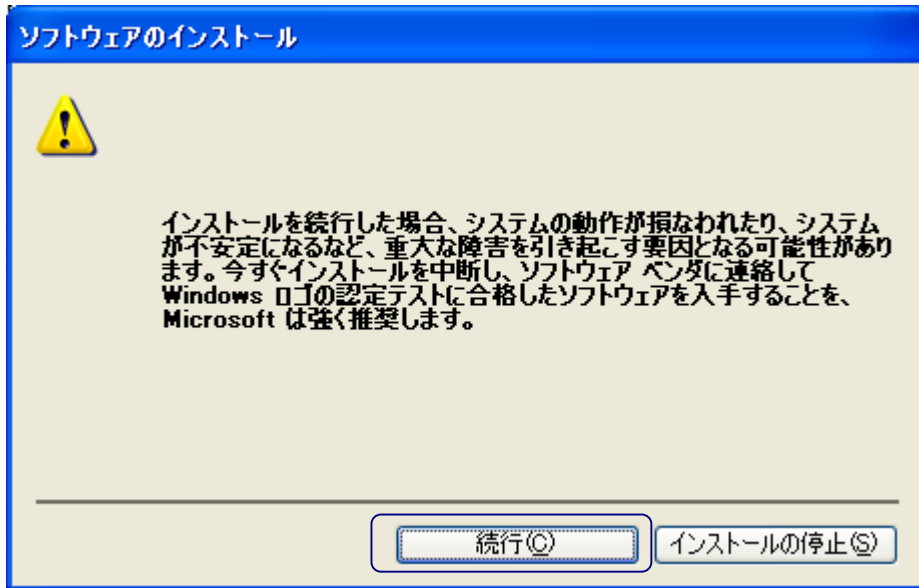 ソフトウェアのインストール
インストールを続行した場合、システムの動作が損なわれたり、システム
が不安定になるなど、重大な障害を引き起こす要因となる可能性があり
ます。今すぐインストールを中断し、ソフトウェア ベンダに連絡して
Windows ロゴの認定テストに合格したソフトウェアを入手することを、
Microsoft は強く推奨します。
続行(C)
インストールの停止(S)